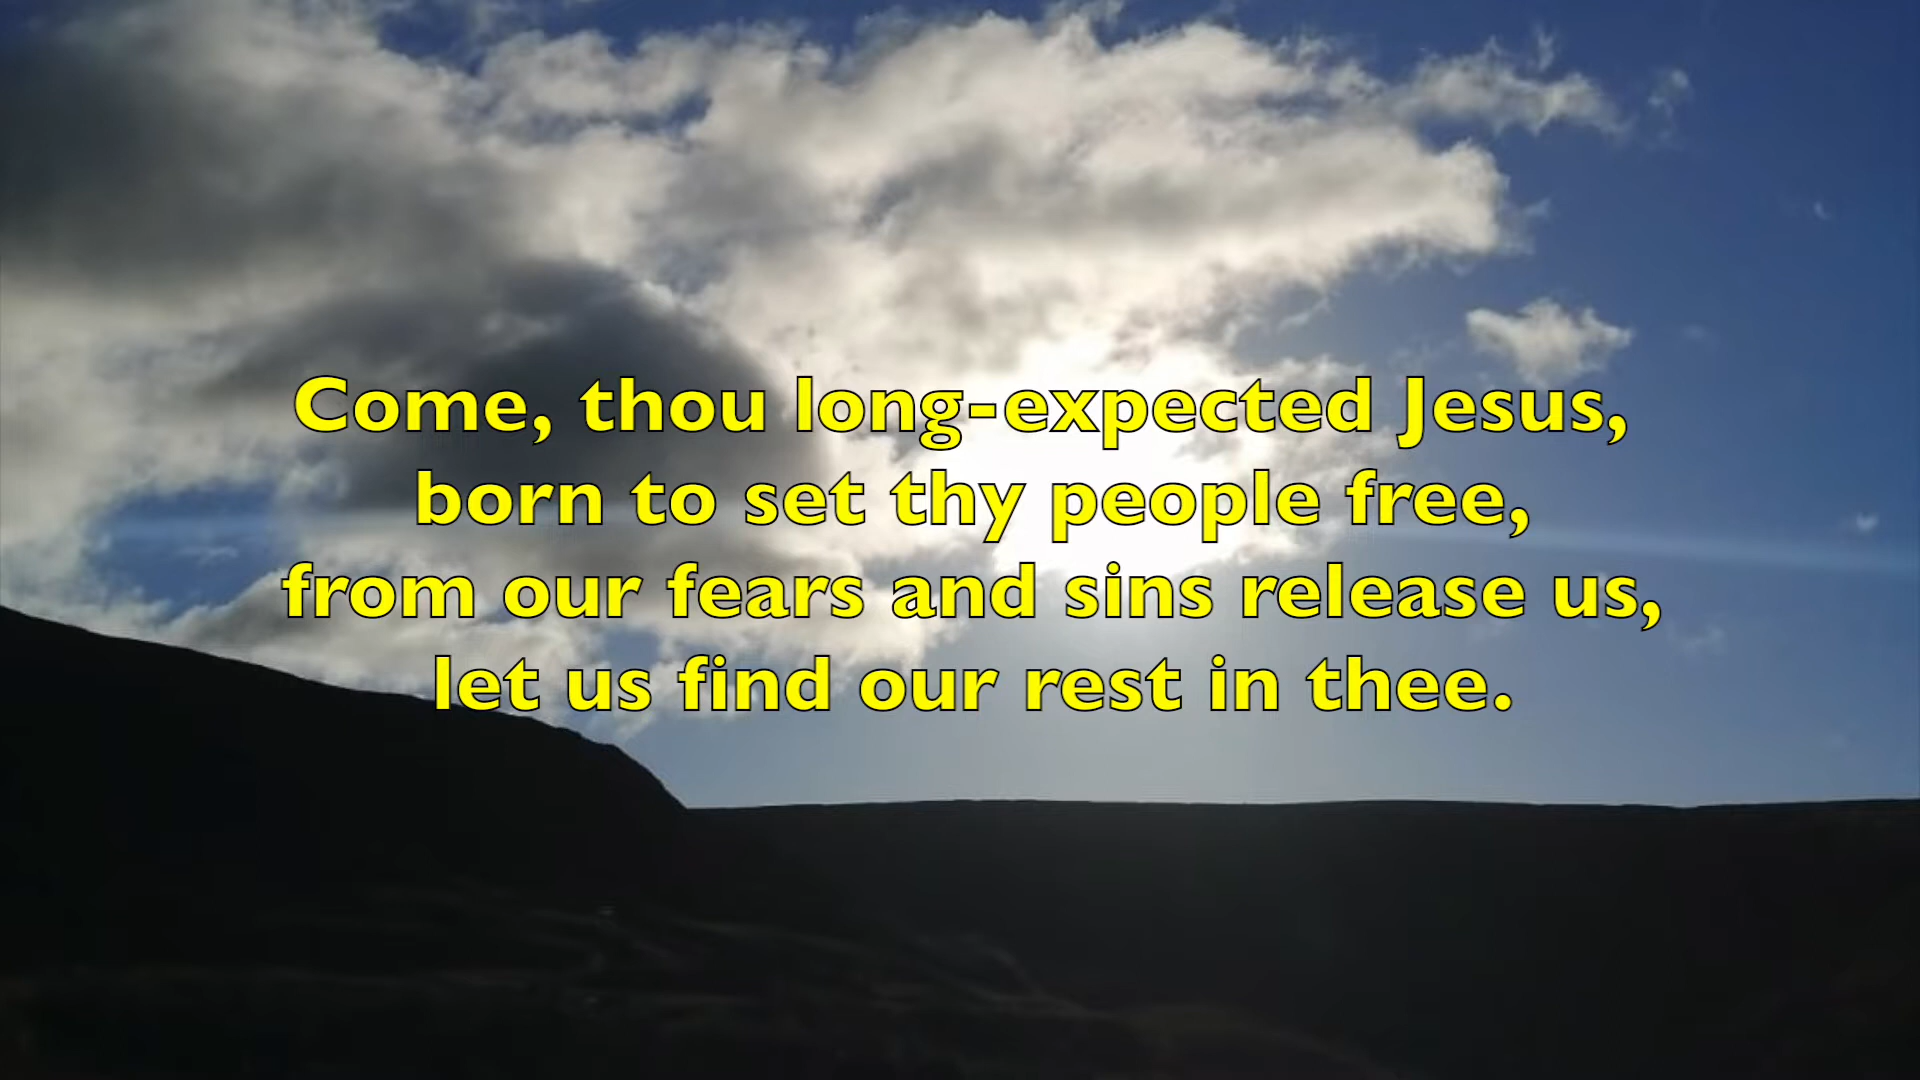 Come, thou long-expected Jesus,
born to set thy people free,
from our fears and sins release us,
let us find our rest in thee.